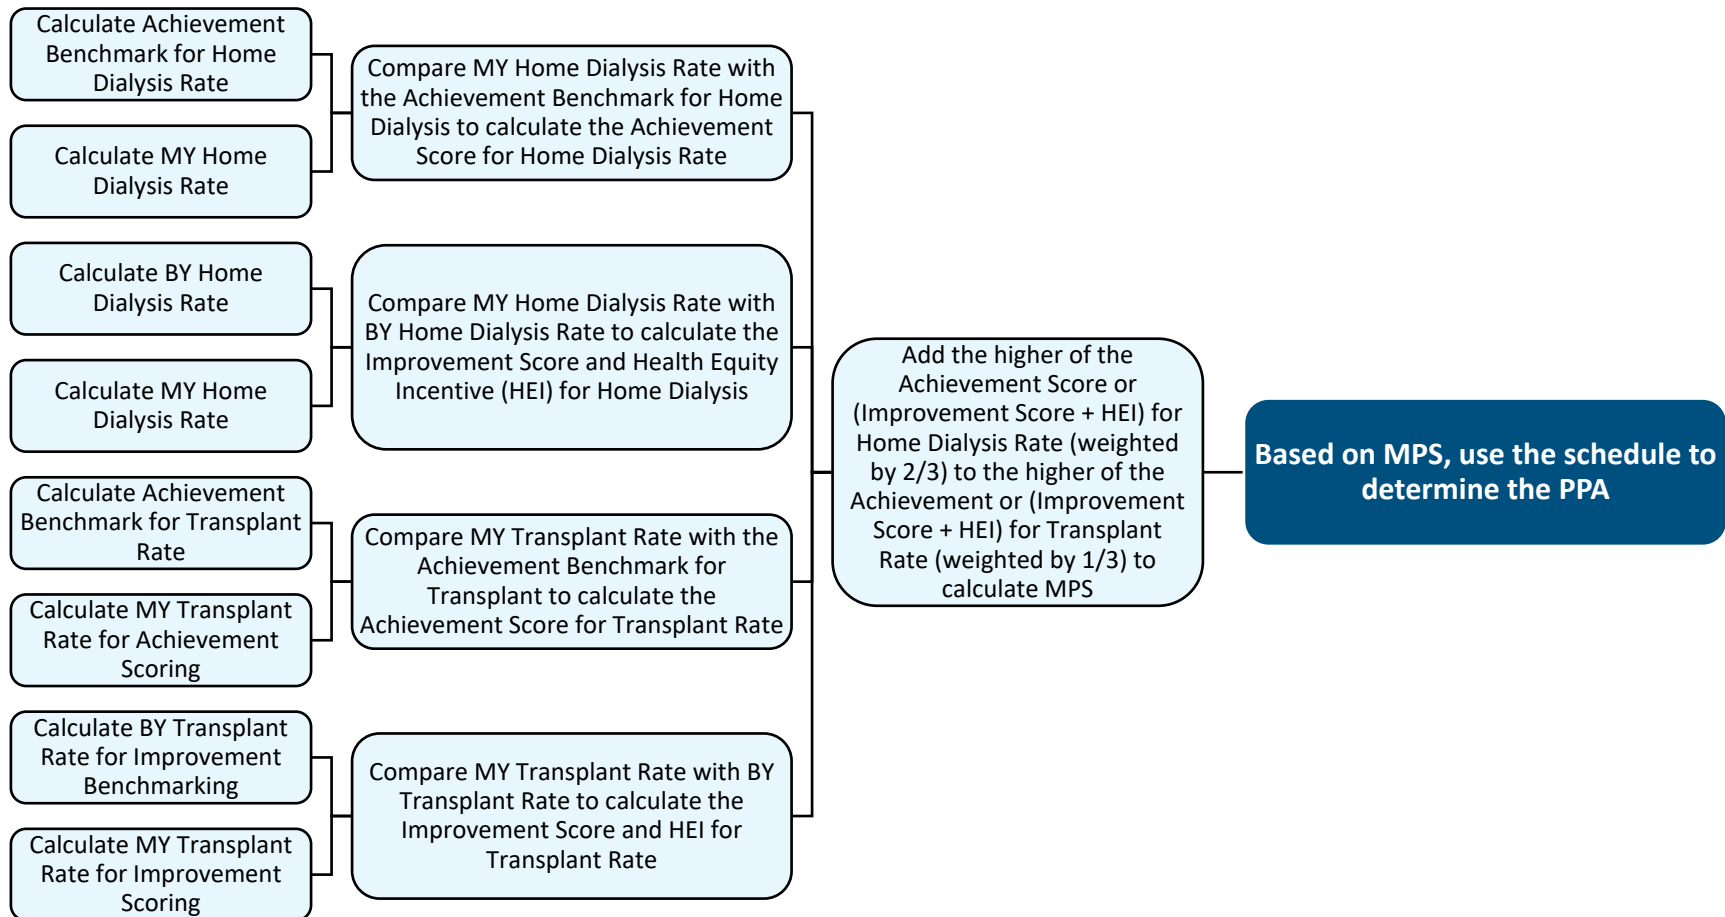 Calculate Achievement
Benchmark for Home
Dialysis Rate
Calculate MY Home
Dialysis Rate
Compare MY Home Dialysis Rate with
the Achievement Benchmark for Home
Dialysis to calculate the Achievement
Score for Home Dialysis Rate
Calculate BY Home
Dialysis Rate
Calculate MY Home
Dialysis Rate
Compare MY Home Dialysis Rate with
BY Home Dialysis Rate to calculate the
Improvement Score and Health Equity
Incentive (HEI) for Home Dialysis
Calculate Achievement
Benchmark for Transplant
Rate
Calculate MY Transplant
Rate for Achievement
Scoring
Compare MY Transplant Rate with the
Achievement Benchmark for
Transplant to calculate the
Achievement Score for Transplant Rate
Calculate BY Transplant
Rate for Improvement
Benchmarking
Calculate MY Transplant
Rate for Improvement
Scoring
Compare MY Transplant Rate with BY
Transplant Rate to calculate the
Improvement Score and HEI for
Transplant Rate
Add the higher of the
Achievement Score or
(Improvement Score + HEI) for
Home Dialysis Rate (weighted
by 2/3) to the higher of the
Achievement or (Improvement
Score + HEI) for Transplant
Rate (weighted by 1/3) to
calculate MPS
Based on MPS, use the schedule to
determine the PPA